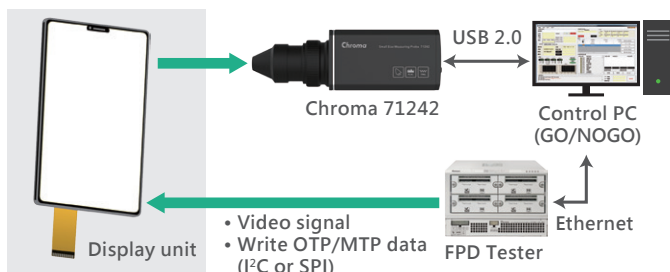 Chroma
USB 2.0
Chroma 71242
Control PC
(GO/NOGO)
Ethernet
FPD Tester
• Video signal
• Write OTP/MTP data
(I²C or SPI)
Display unit